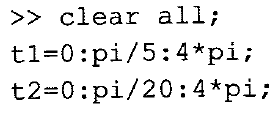 >> clear all;
t1=0:pi/5:4*pi;
t2=0:pi/20:4*pi;